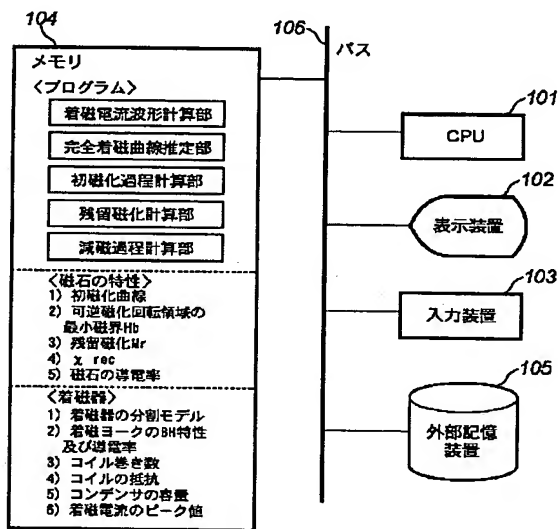 104
メモリ
<プログラム>
着磁電流波形計算部
完全着磁曲線推定部
初磁化過程計算部
残留磁化計算部
減磁過程計算部
<磁石の特性>
1) 初磁化曲線
2) 可逆磁化回転領域の
最小磁界Hb
3) 残留磁化Mr
4) χ rec
5) 磁石の導電率
<着磁器>
1) 着磁器の分割モデル
2) 着磁ヨークのBH特性
及び導電率
3) コイル巻き数
4) コイルの抵抗
5) コンデンサの容量
6) 着磁電流のピーク値
106
バス
101
CPU
102
表示装置
103
入力装置
105
外部記憶
装置